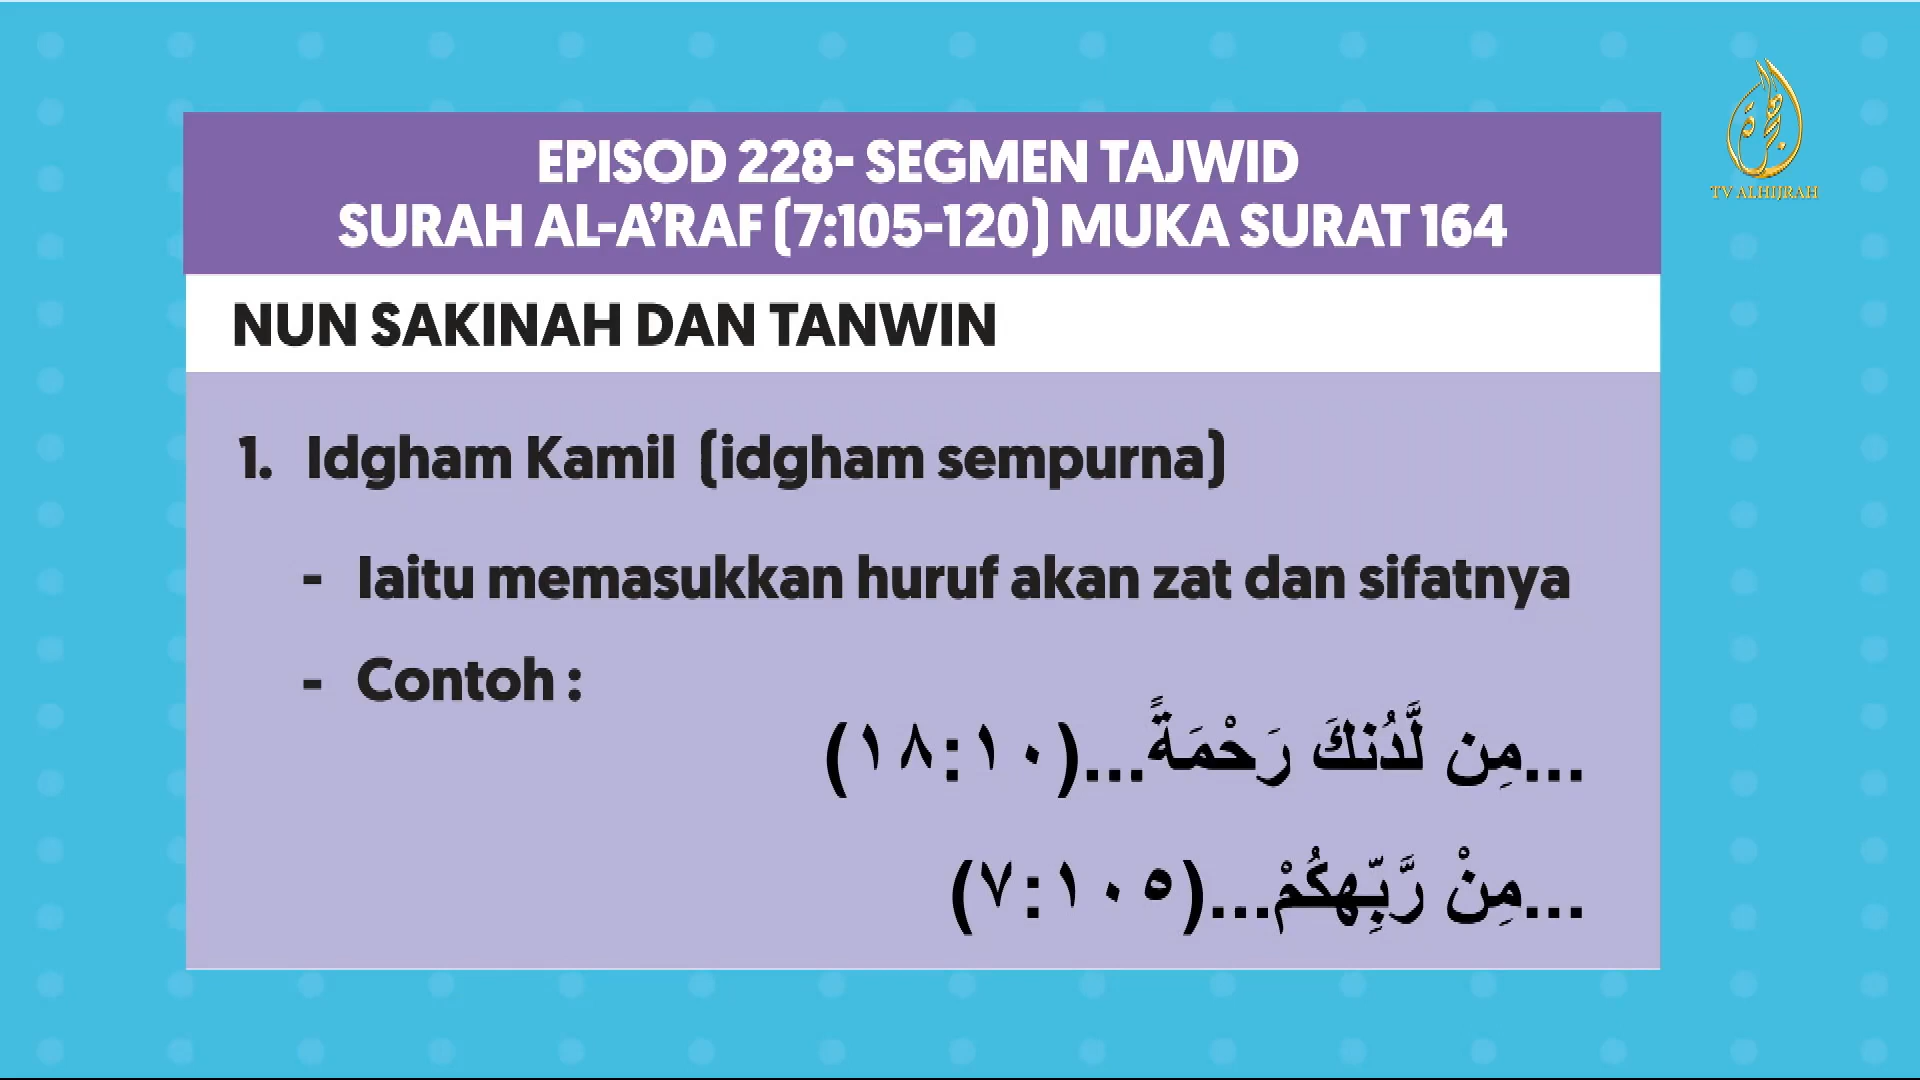 EPISOD 228- SEGMEN TAJWID
SURAH AL-A’RAF (7:105-120) MUKA SURAT 164
TV ALHIJRAH
NUN SAKINAH DAN TANWIN
1. Idgham Kamil (idgham sempurna)
- Iaitu memasukkan huruf akan zat dan sifatnya
- Contoh :
...مِن لَّدُنكَ رَحْمَةً...(١٨:١٠)
...مِنْ رَّبِّهِكُمْ...(٧:١٠٥)